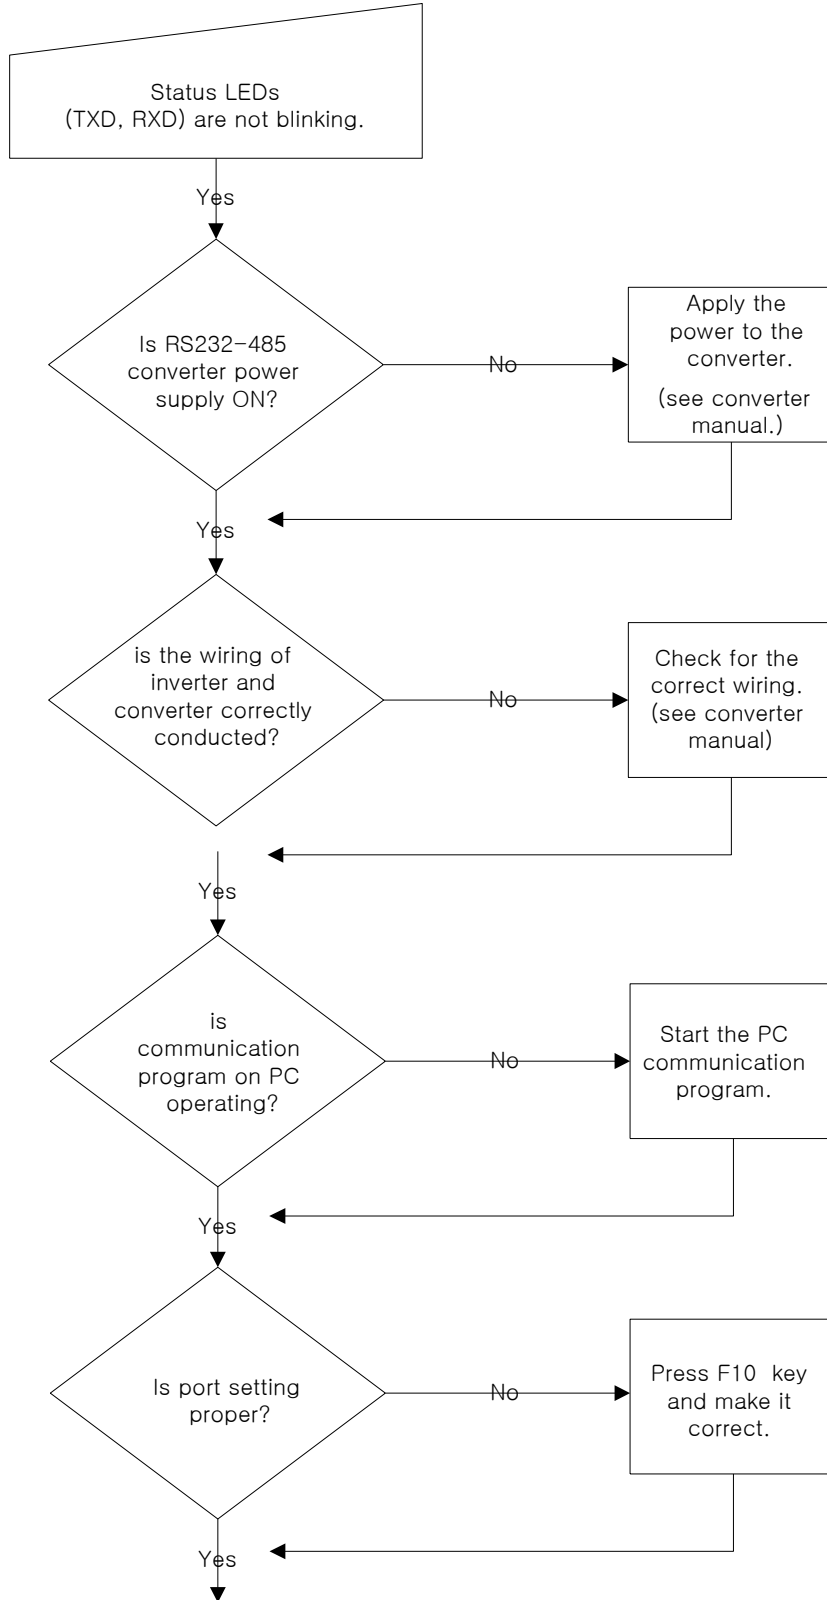 Status LEDs
(TXD, RXD) are not blinking.
Yes
Is RS232-485
converter power
supply ON?
No
Apply the
power to the
converter.
(see converter
manual.)
Yes
is the wiring of
inverter and
converter correctly
conducted?
No
Check for the
correct wiring.
(see converter
manual)
Yes
is
communication
program on PC
operating?
No
Start the PC
communication
program.
Yes
Is port setting
proper?
No
Press F10 key
and make it
correct.
Yes